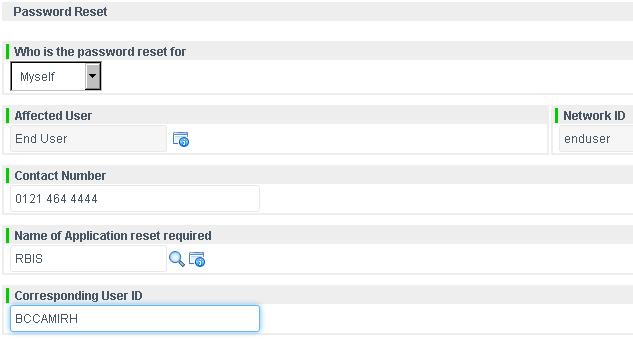 Password Reset
Who is the password reset for
Myself
Affected User
Network ID
End User
enduser
Contact Number
0121 464 4444
Name of Application reset required
RBIS
Corresponding User ID
BCCAMIRH